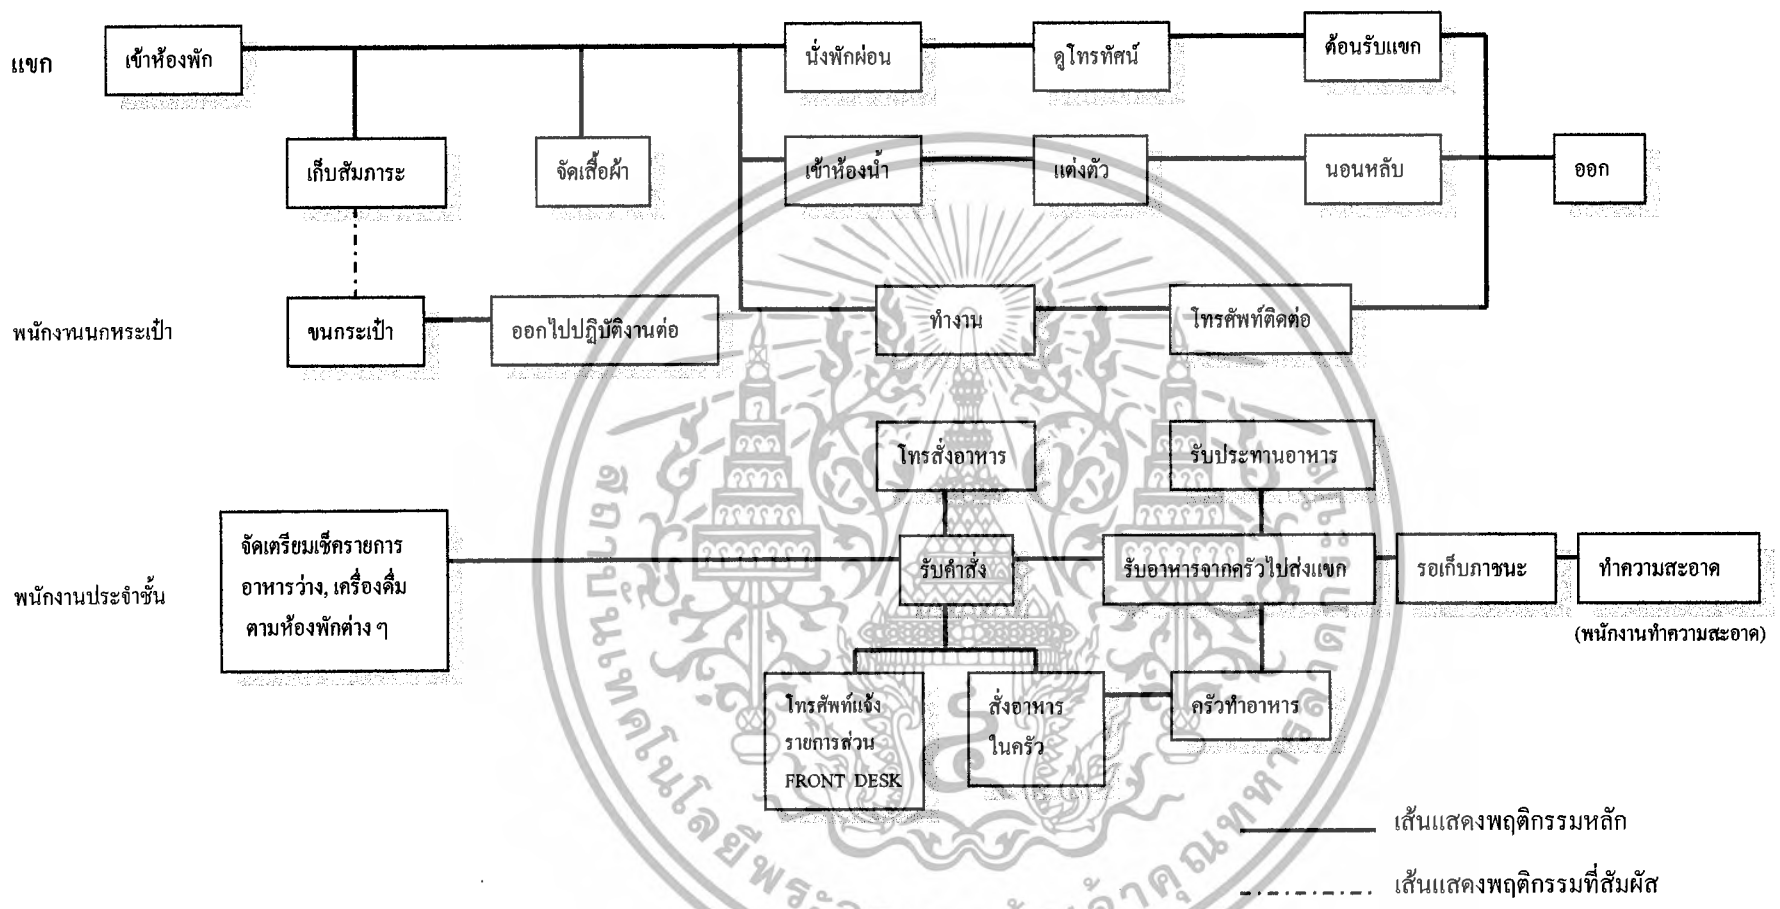 แขก
เข้าห้องพัก
นั่งพักผ่อน
ดูโทรทัศน์
ต้อนรับแขก
เก็บสัมภาระ
จัดเสื้อผ้า
เข้าห้องน้ำ
แต่งตัว
นอนหลับ
ออก
พนักงานนกหระเป๋า
ขนกระเป๋า
ออกไปปฏิบัติงานต่อ
ทำงาน
โทรศัพท์ติดต่อ
โทรสั่งอาหาร
รับประทานอาหาร
พนักงานประจำชั้น
จัดเตรียมเช็ครายการ
อาหารว่าง, เครื่องดื่ม
ตามห้องพักต่าง ๆ
รับคำสั่ง
รับอาหารจากครัวไปส่งแขก
รอเก็บภาชนะ
ทำความสะอาด
(พนักงานทำความสะอาด)
โทรศัพท์แจ้ง
รายการส่วน
FRONT DESK
สั่งอาหาร
ในครัว
ครัวทำอาหาร
เส้นแสดงพฤติกรรมหลัก
เส้นแสดงพฤติกรรมที่สัมผัส